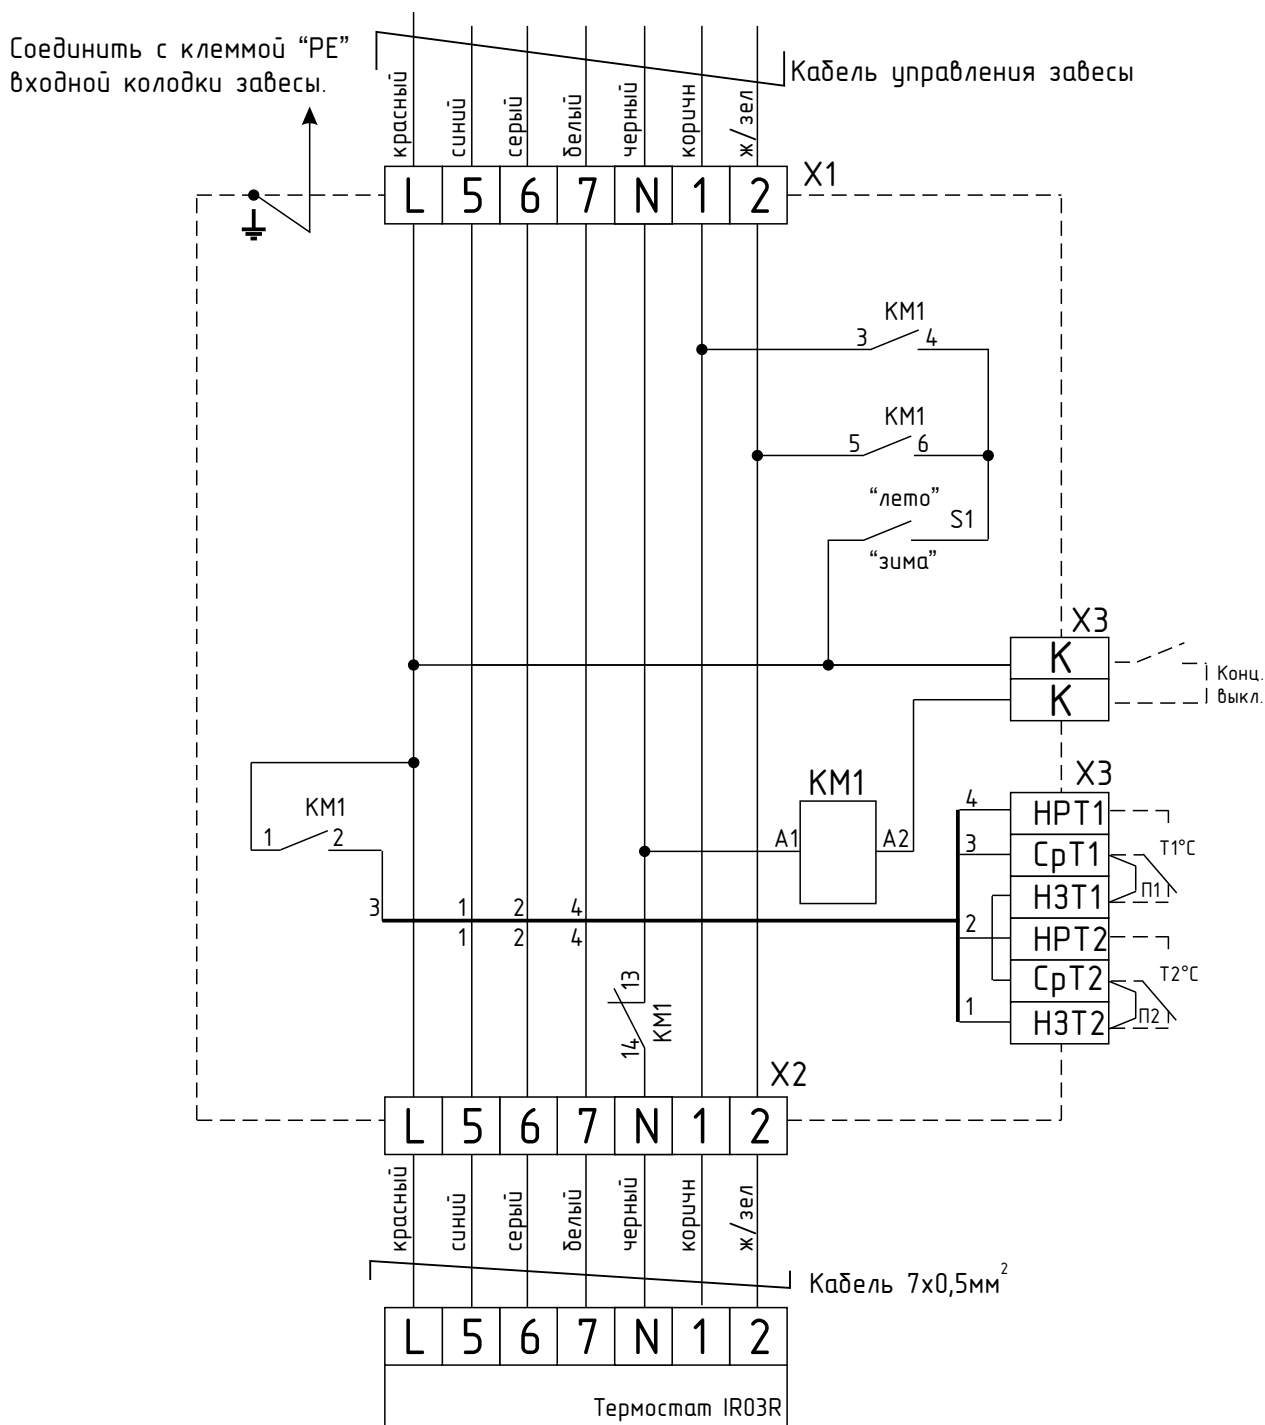 Соединить с клеммой “PE”
входной колодки завесы.
Кабель управления завесы
красный
синий
серый
белый
черный
коричн
ж/зел
X1
L 5 6 7 N 1 2
KM1
3 4
KM1
5 6
“лето”
S1
“зима”
X3
K
K
Конц.
выкл.
KM1
1 2
KM1
A1 A2
X3
4 НРТ1
3 СрТ1
НЗТ1
2 НРТ2
СрТ2
1 НЗТ2
T1°C
П1
T2°C
П2
3 1 2 4
1 2 4
13
14
KM1
X2
L 5 6 7 N 1 2
красный
синий
серый
белый
черный
коричн
ж/зел
Кабель 7x0,5мм²
L 5 6 7 N 1 2
Термостат IR03R